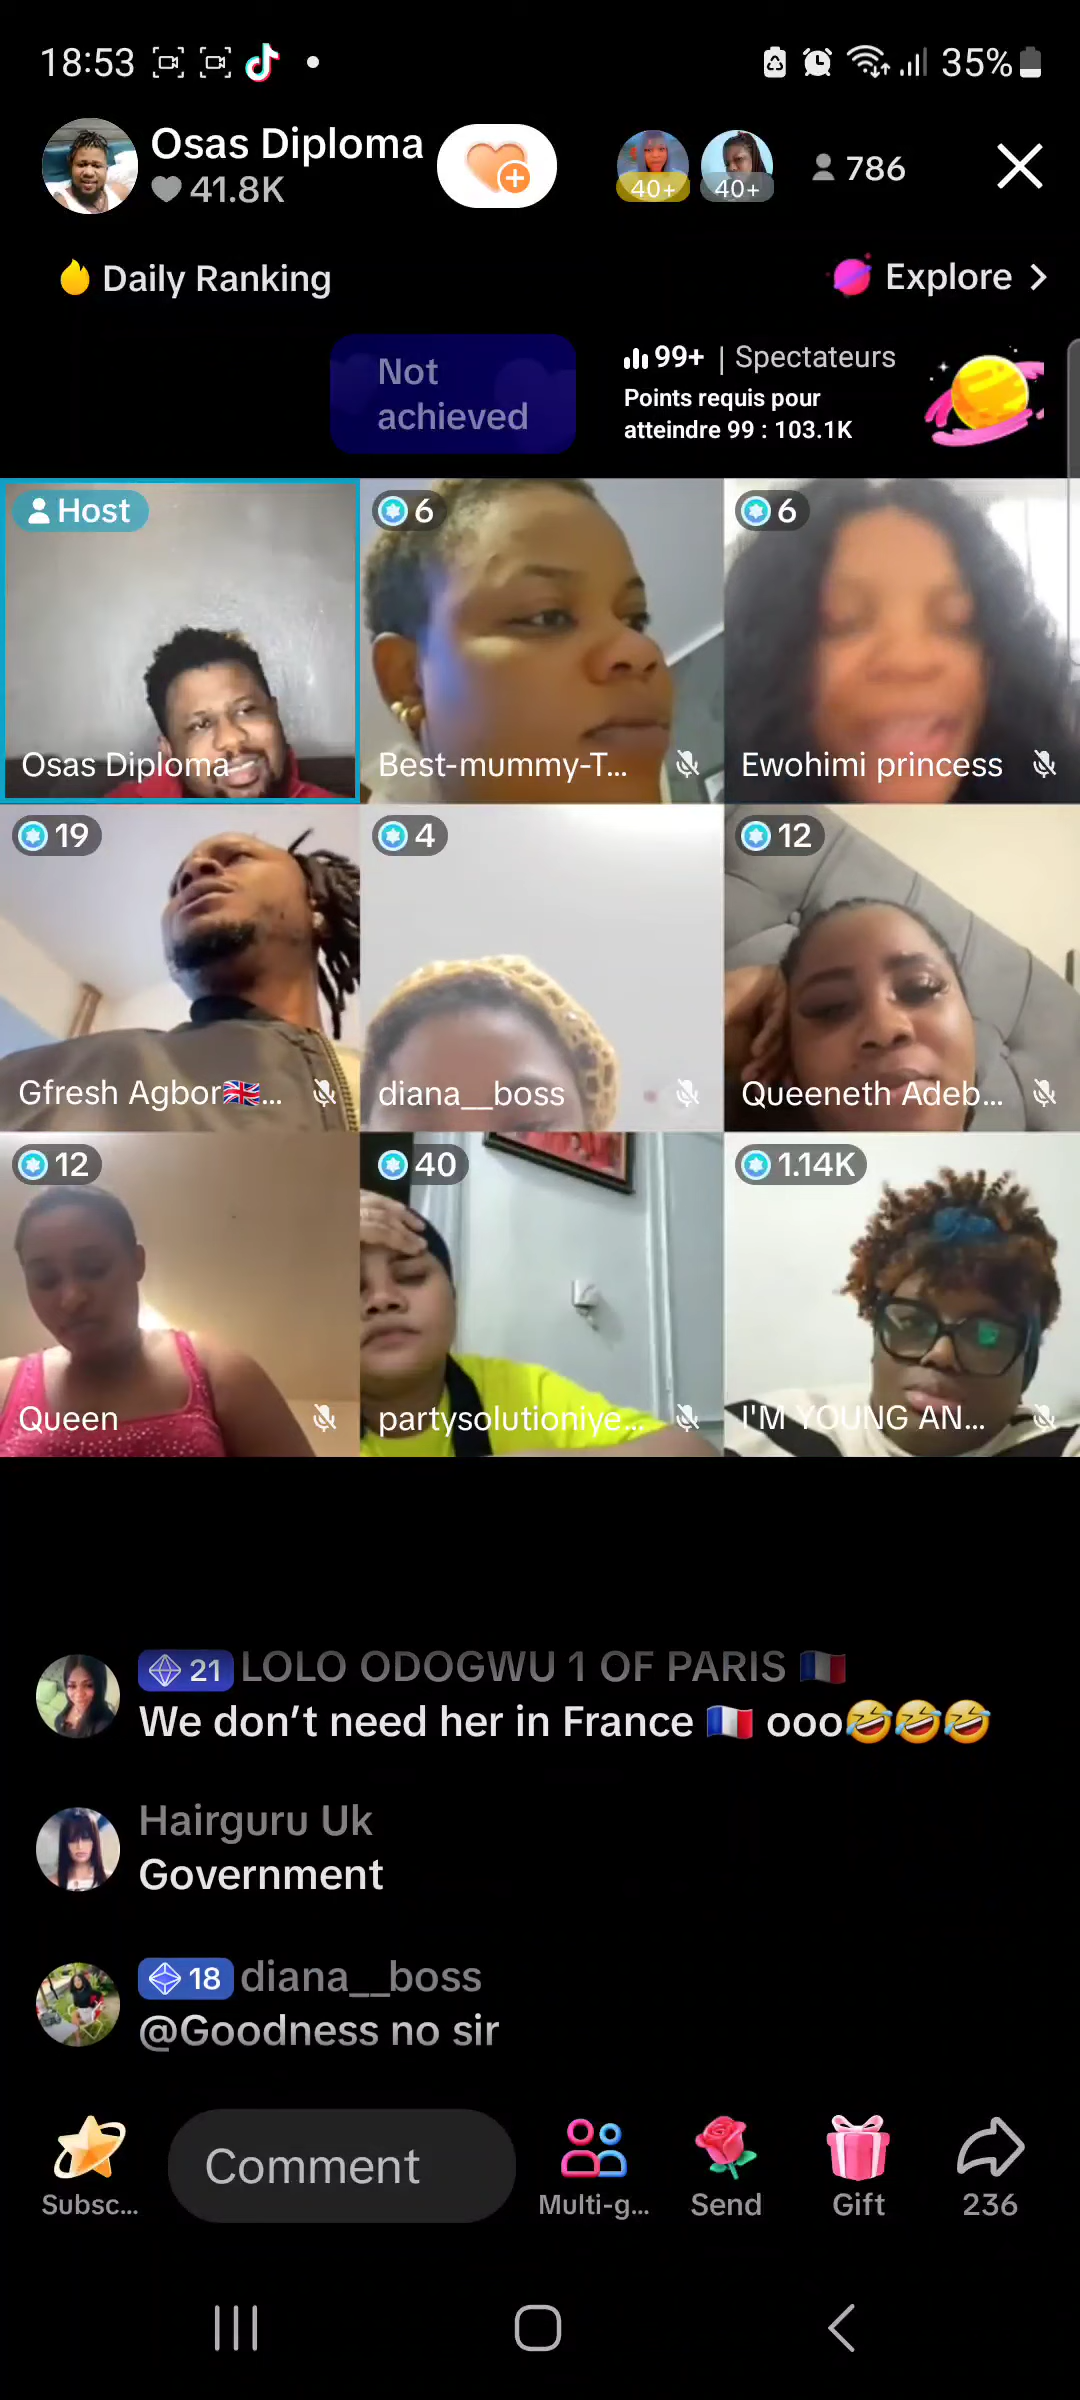 18:53
35%
Osas Diploma
41.8K
40+
40+
786
Daily Ranking
Explore
Not
achieved
99+ | Spectateurs
Points requis pour
atteindre 99 : 103.1K
Host
6
6
Osas Diploma
Best-mummy-T...
Ewohimi princess
19
4
12
Gfresh Agbor🇬🇧...
diana__boss
Queeneth Adeb...
12
40
1.14K
Queen
partysolutioniye...
I'M YOUNG AN...
21 LOLO ODOGWU 1 OF PARIS 🇫🇷
We don’t need her in France 🇫🇷 ooo🤣🤣🤣
Hairguru Uk
Government
18 diana__boss
@Goodness no sir
Comment
Subsc...
Multi-g...
Send
Gift
236